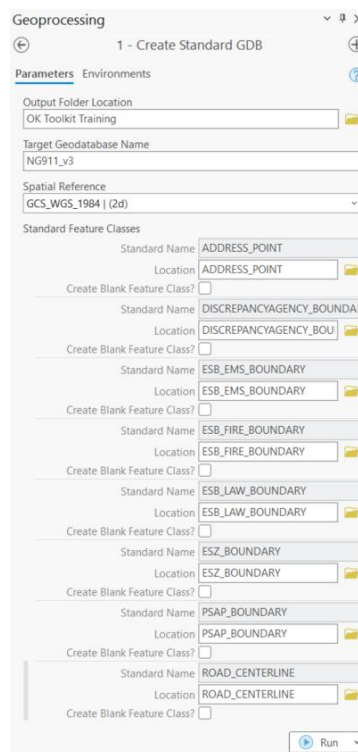 Geoprocessing
1 - Create Standard GDB
Parameters Environments
Output Folder Location
OK Toolkit Training
Target Geodatabase Name
NG911_v3
Spatial Reference
GCS_WGS_1984 | (2d)
Standard Feature Classes
Standard Name ADDRESS_POINT
Location ADDRESS_POINT
Create Blank Feature Class?
Standard Name DISCREPANCYAGENCY_BOUNDA
Location DISCREPANCYAGENCY_BOU
Create Blank Feature Class?
Standard Name ESB_EMS_BOUNDARY
Location ESB_EMS_BOUNDARY
Create Blank Feature Class?
Standard Name ESB_FIRE_BOUNDARY
Location ESB_FIRE_BOUNDARY
Create Blank Feature Class?
Standard Name ESB_LAW_BOUNDARY
Location ESB_LAW_BOUNDARY
Create Blank Feature Class?
Standard Name ESZ_BOUNDARY
Location ESZ_BOUNDARY
Create Blank Feature Class?
Standard Name PSAP_BOUNDARY
Location PSAP_BOUNDARY
Create Blank Feature Class?
Standard Name ROAD_CENTERLINE
Location ROAD_CENTERLINE
Create Blank Feature Class?
Run